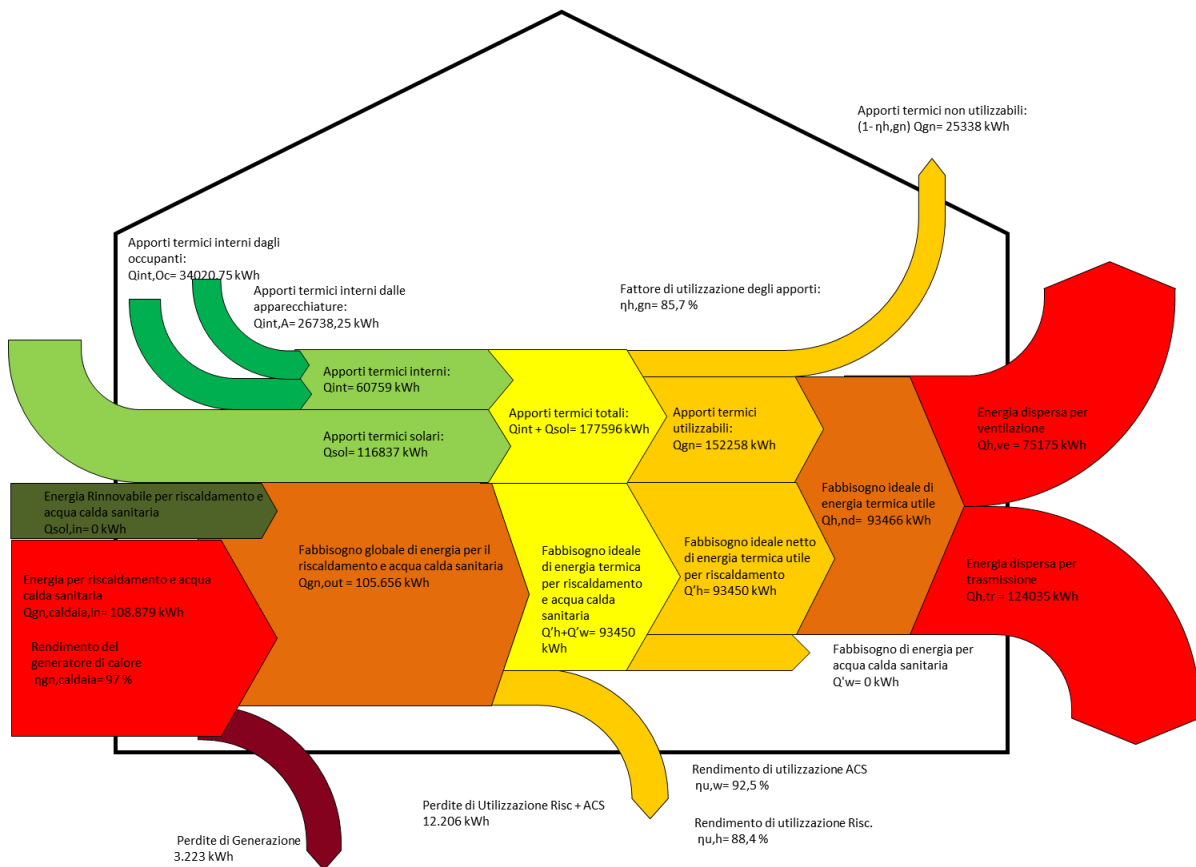 Apporti termici non utilizzabili:
(1- ηh,gn) Qgn= 25338 kWh
Apporti termici interni dagli
occupanti:
Qint,Oc= 34020,75 kWh
Apporti termici interni dalle
apparecchiature:
Qint,A= 26738,25 kWh
Fattore di utilizzazione degli apporti:
ηh,gn= 85,7 %
Apporti termici interni:
Qint= 60759 kWh
Apporti termici solari:
Qsol= 116837 kWh
Apporti termici totali:
Qint + Qsol= 177596 kWh
Apporti termici
utilizzabili:
Qgn= 152258 kWh
Energia dispersa per
ventilazione
Qh,ve= 75175 kWh
Energia Rinnovabile per riscaldamento e
acqua calda sanitaria
Qsol,in= 0 kWh
Fabbisogno globale di energia per il
riscaldamento e acqua calda sanitaria
Qgn,out = 105.656 kWh
Fabbisogno ideale
di energia termica
per riscaldamento
e acqua calda
sanitaria
Q’h+Q’w= 93450
kWh
Fabbisogno ideale netto
di energia termica utile
per riscaldamento
Q’h= 93450 kWh
Fabbisogno ideale di
energia termica utile
Qh,nd= 93466 kWh
Energia dispersa per
trasmissione
Qh,tr= 124035 kWh
Energia per riscaldamento e acqua
calda sanitaria
Qgn,caldaia,in= 108.879 kWh
Rendimento del
generatore di calore
ηgn,caldaia= 97 %
Fabbisogno di energia per
acqua calda sanitaria
Q'w= 0 kWh
Rendimento di utilizzazione ACS
ηu,w= 92,5 %
Perdite di Utilizzazione Risc + ACS
12.206 kWh
Rendimento di utilizzazione Risc.
ηu,h= 88,4 %
Perdite di Generazione
3.223 kWh